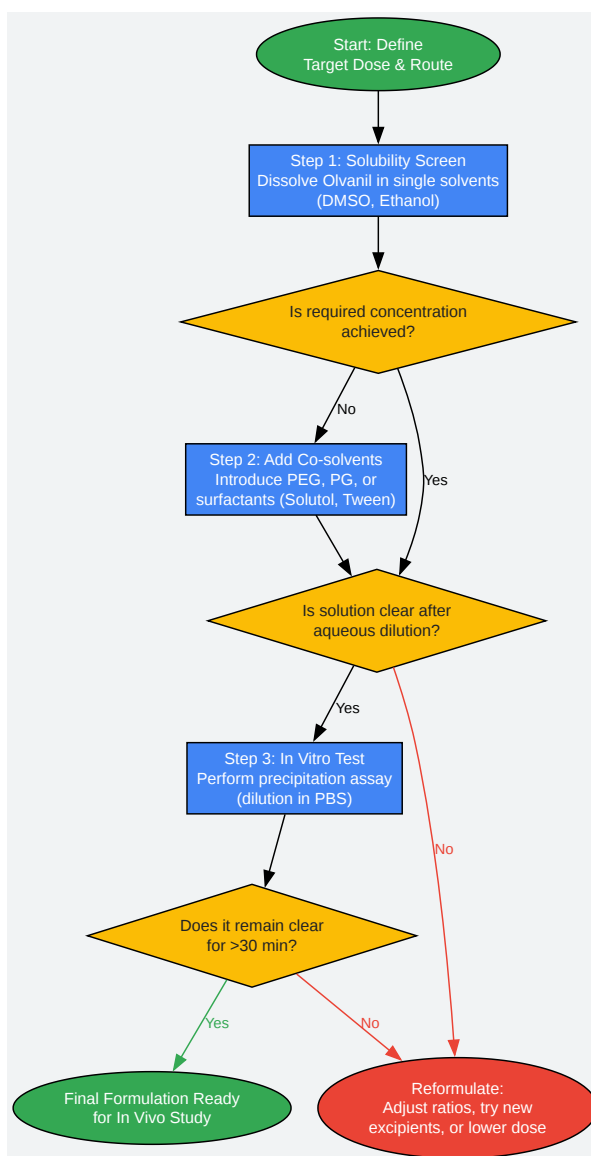 Start: Define
Target Dose & Route
Step 1: Solubility Screen
Dissolve Olvanil in single solvents
(DMSO, Ethanol)
Is required concentration
achieved?
No
Yes
Step 2: Add Co-solvents
Introduce PEG, PG, or
surfactants (Solutol, Tween)
Is solution clear after
aqueous dilution?
Yes
No
Step 3: In Vitro Test
Perform precipitation assay
(dilution in PBS)
Does it remain clear
for >30 min?
Yes
No
Final Formulation Ready
for In Vivo Study
Reformulate:
Adjust ratios, try new
excipients, or lower dose